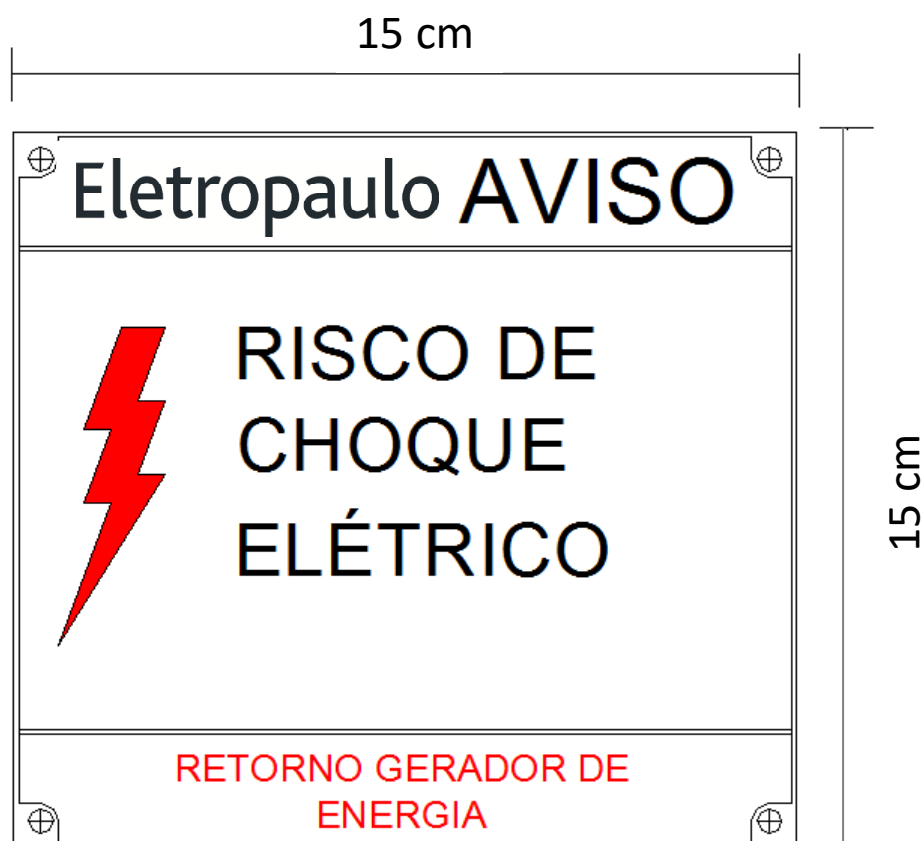 15 cm
Eletropaulo AVISO
RISCO DE
CHOQUE
ELÉTRICO
15 cm
RETORNO GERADOR DE
ENERGIA